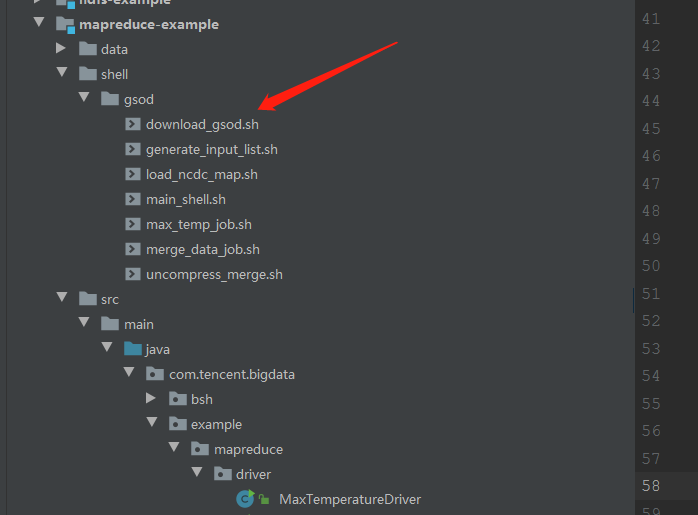 hdfs-example
mapreduce-example
data
shell
gsod
download_gsod.sh
generate_input_list.sh
load_ncdc_map.sh
main_shell.sh
max_temp_job.sh
merge_data_job.sh
uncompress_merge.sh
src
main
java
com.tencent.bigdata
bsh
example
mapreduce
driver
MaxTemperatureDriver
41
42
43
44
45
46
47
48
49
50
51
52
53
54
55
56
57
58
59